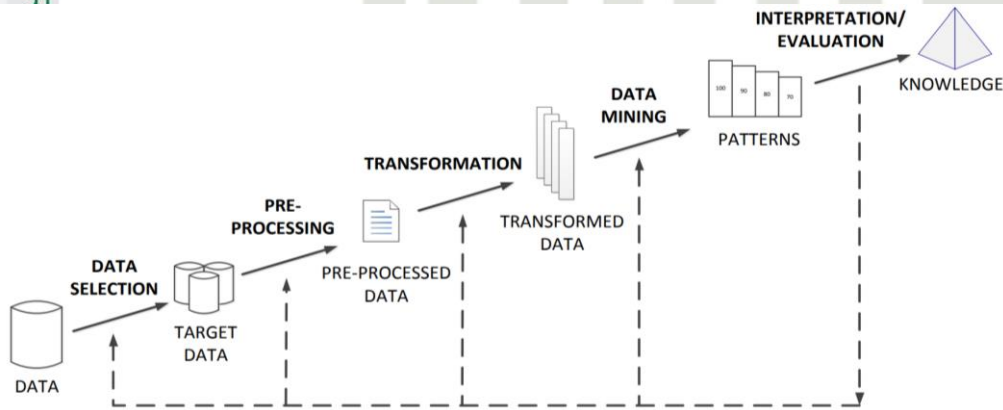 INTERPRETATION/
EVALUATION
KNOWLEDGE
100
90
80
70
PATTERNS
DATA
MINING
TRANSFORMED
DATA
TRANSFORMATION
PRE-PROCESSED
DATA
PRE-
PROCESSING
TARGET
DATA
DATA
SELECTION
DATA